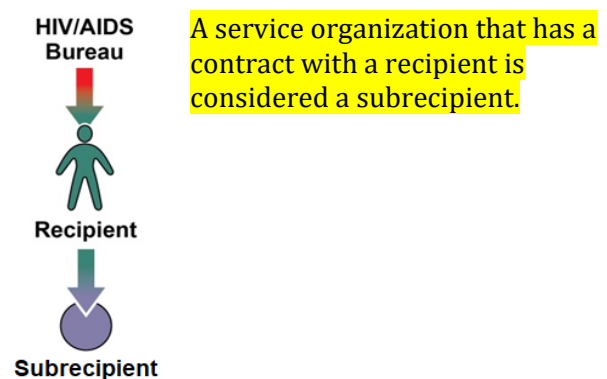 HIV/AIDS
Bureau
A service organization that has a
contract with a recipient is
considered a subrecipient.
Recipient
Subrecipient